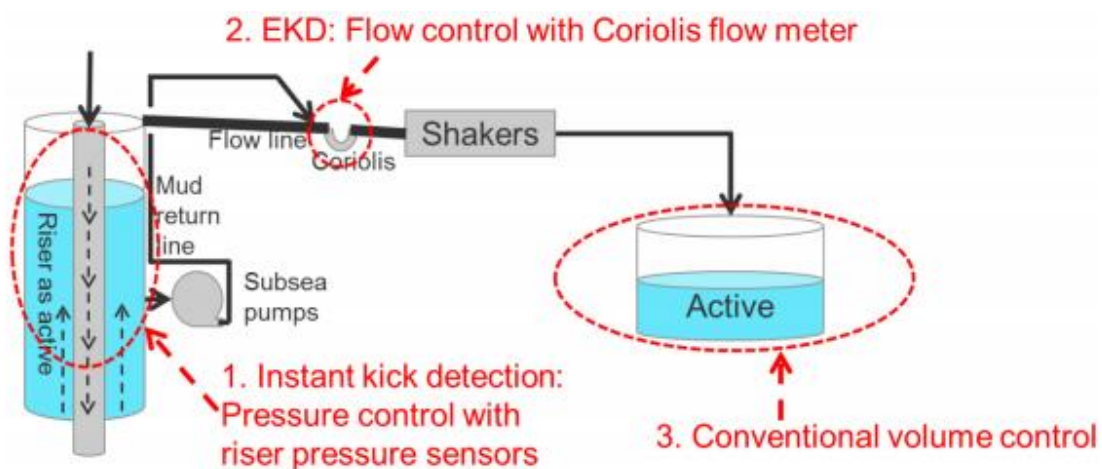 2. EKD: Flow control with Coriolis flow meter
Flow line
Coriolis
Shakers
Mud
return
line
Riser as active
Subsea
pumps
Active
1. Instant kick detection:
Pressure control with
riser pressure sensors
3. Conventional volume control